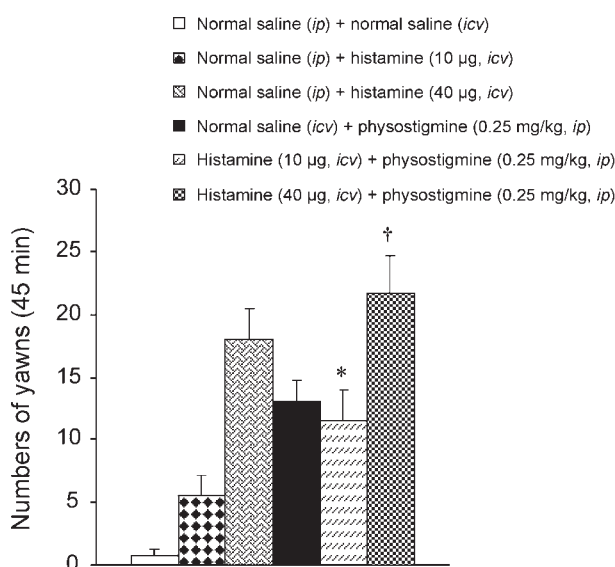 Normal saline (ip) + normal saline (icv)
Normal saline (ip) + histamine (10 µg, icv)
Normal saline (ip) + histamine (40 µg, icv)
Normal saline (icv) + physostigmine (0.25 mg/kg, ip)
Histamine (10 µg, icv) + physostigmine (0.25 mg/kg, ip)
Histamine (40 µg, icv) + physostigmine (0.25 mg/kg, ip)
Numbers of yawns (45 min)
30
25
20
15
10
5
0
*
†